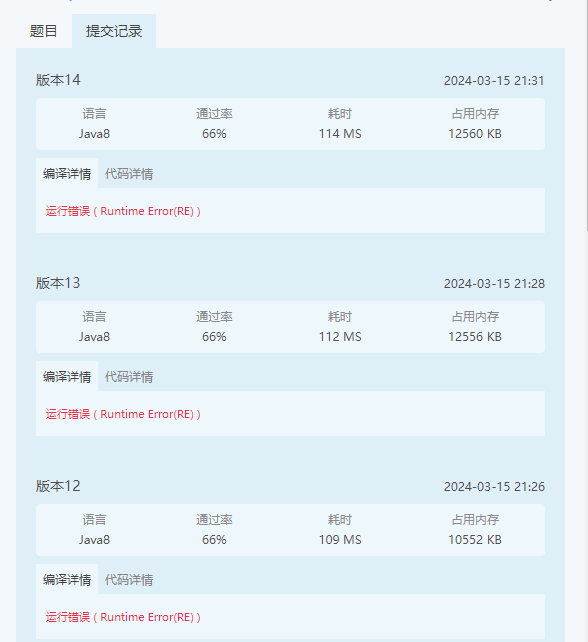 题目 提交记录
版本14 2024-03-15 21:31
语言 通过率 耗时 占用内存
Java8 66% 114 MS 12560 KB
编译详情 代码详情
运行错误 ( Runtime Error(RE) )
版本13 2024-03-15 21:28
语言 通过率 耗时 占用内存
Java8 66% 112 MS 12556 KB
编译详情 代码详情
运行错误 ( Runtime Error(RE) )
版本12 2024-03-15 21:26
语言 通过率 耗时 占用内存
Java8 66% 109 MS 10552 KB
编译详情 代码详情
运行错误 ( Runtime Error(RE) )